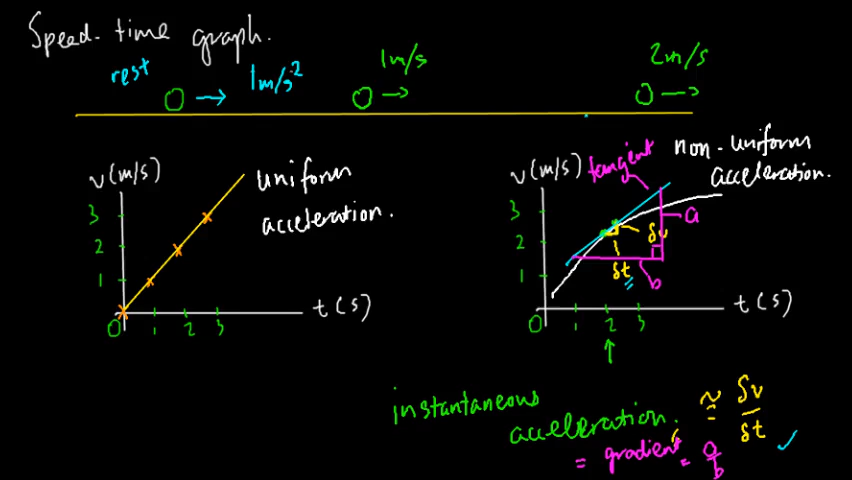 Speed-time graph.
rest
1m/s²
1m/s
2m/s
v(m/s)
uniform
acceleration.
3
2
1
0
1 2 3
t(s)
v(m/s)
tangent
non-uniform
acceleration.
3
2
1
a
δv
δt
b
0
1 2 3
t(s)
instantaneous
acceleration. ≈ δv/δt
= gradient = a/b